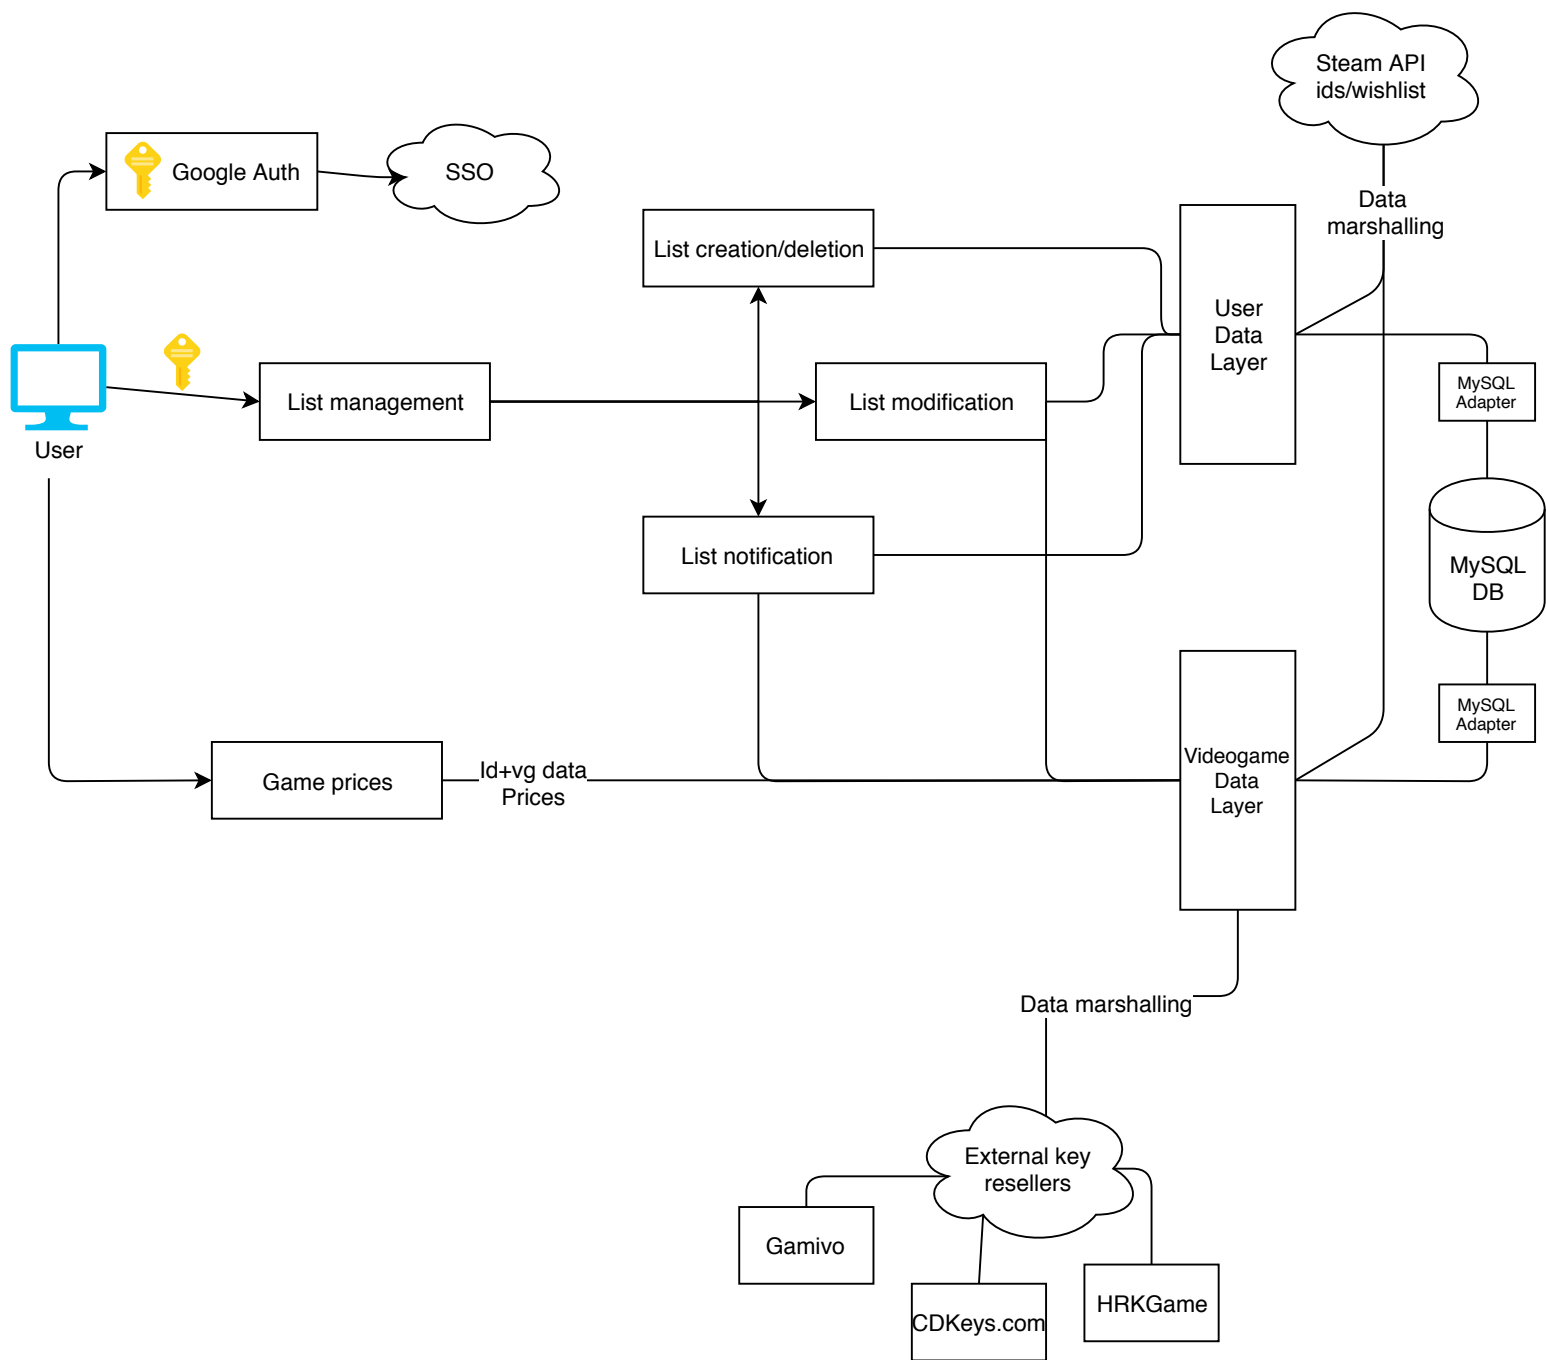 Steam API
ids/wishlist
Google Auth
SSO
Data
marshalling
List creation/deletion
User
Data
Layer
List management
List modification
MySQL
Adapter
User
List notification
MySQL
DB
MySQL
Adapter
Game prices
Id+vg data
Prices
Videogame
Data
Layer
Data marshalling
External key
resellers
Gamivo
CDKeys.com
HRKGame